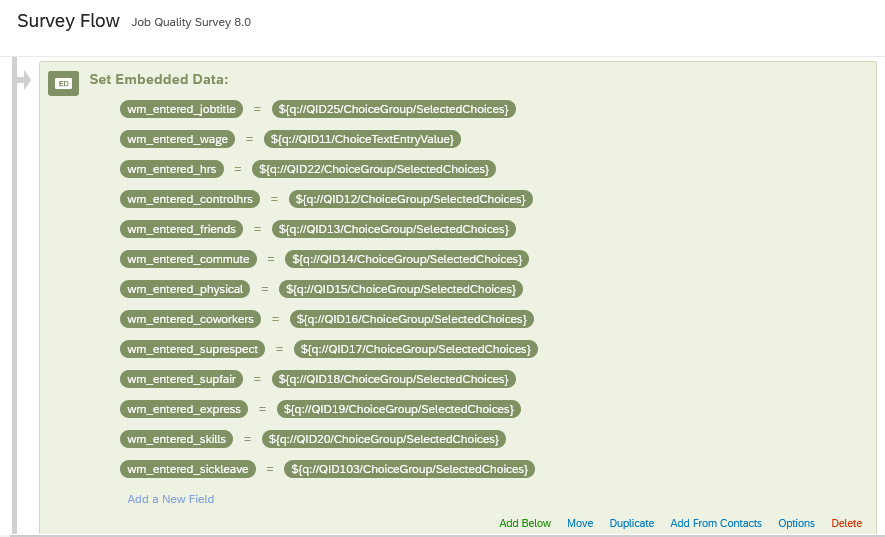 Survey Flow Job Quality Survey 8.0
ED Set Embedded Data:
wm_entered_jobtitle = ${q://QID25/ChoiceGroup/SelectedChoices}
wm_entered_wage = ${q://QID11/ChoiceTextEntryValue}
wm_entered_hrs = ${q://QID22/ChoiceGroup/SelectedChoices}
wm_entered_controlhrs = ${q://QID12/ChoiceGroup/SelectedChoices}
wm_entered_friends = ${q://QID13/ChoiceGroup/SelectedChoices}
wm_entered_commute = ${q://QID14/ChoiceGroup/SelectedChoices}
wm_entered_physical = ${q://QID15/ChoiceGroup/SelectedChoices}
wm_entered_coworkers = ${q://QID16/ChoiceGroup/SelectedChoices}
wm_entered_suprespect = ${q://QID17/ChoiceGroup/SelectedChoices}
wm_entered_supfair = ${q://QID18/ChoiceGroup/SelectedChoices}
wm_entered_express = ${q://QID19/ChoiceGroup/SelectedChoices}
wm_entered_skills = ${q://QID20/ChoiceGroup/SelectedChoices}
wm_entered_sickleave = ${q://QID103/ChoiceGroup/SelectedChoices}
Add a New Field
Add Below Move Duplicate Add From Contacts Options Delete